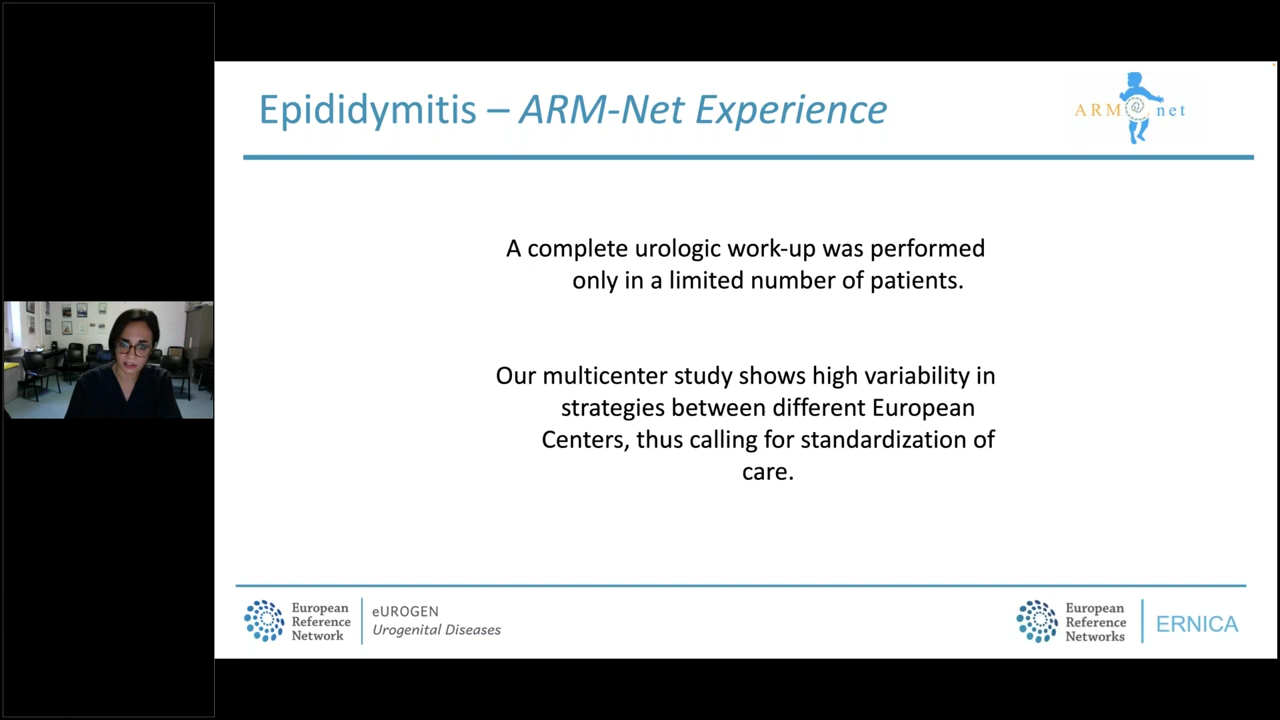 Epididymitis – ARM-Net Experience
ARM net
A complete urologic work-up was performed
only in a limited number of patients.
Our multicenter study shows high variability in
strategies between different European
Centers, thus calling for standardization of
care.
European
Reference
Network
eUROGEN
Urogenital Diseases
European
Reference
Networks
ERNICA